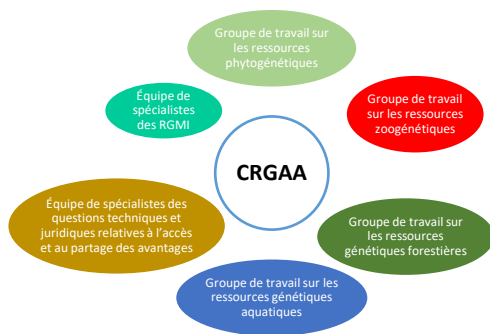 Groupe de travail sur
les ressources
phytogénétiques
Équipe de
spécialistes
des RGMI
Groupe de travail
sur les ressources
zoogénétiques
CRGAA
Équipe de spécialistes des
questions techniques et
juridiques relatives à l'accès
et au partage des avantages
Groupe de travail sur
les ressources
génétiques forestières
Groupe de travail sur les
ressources génétiques
aquatiques